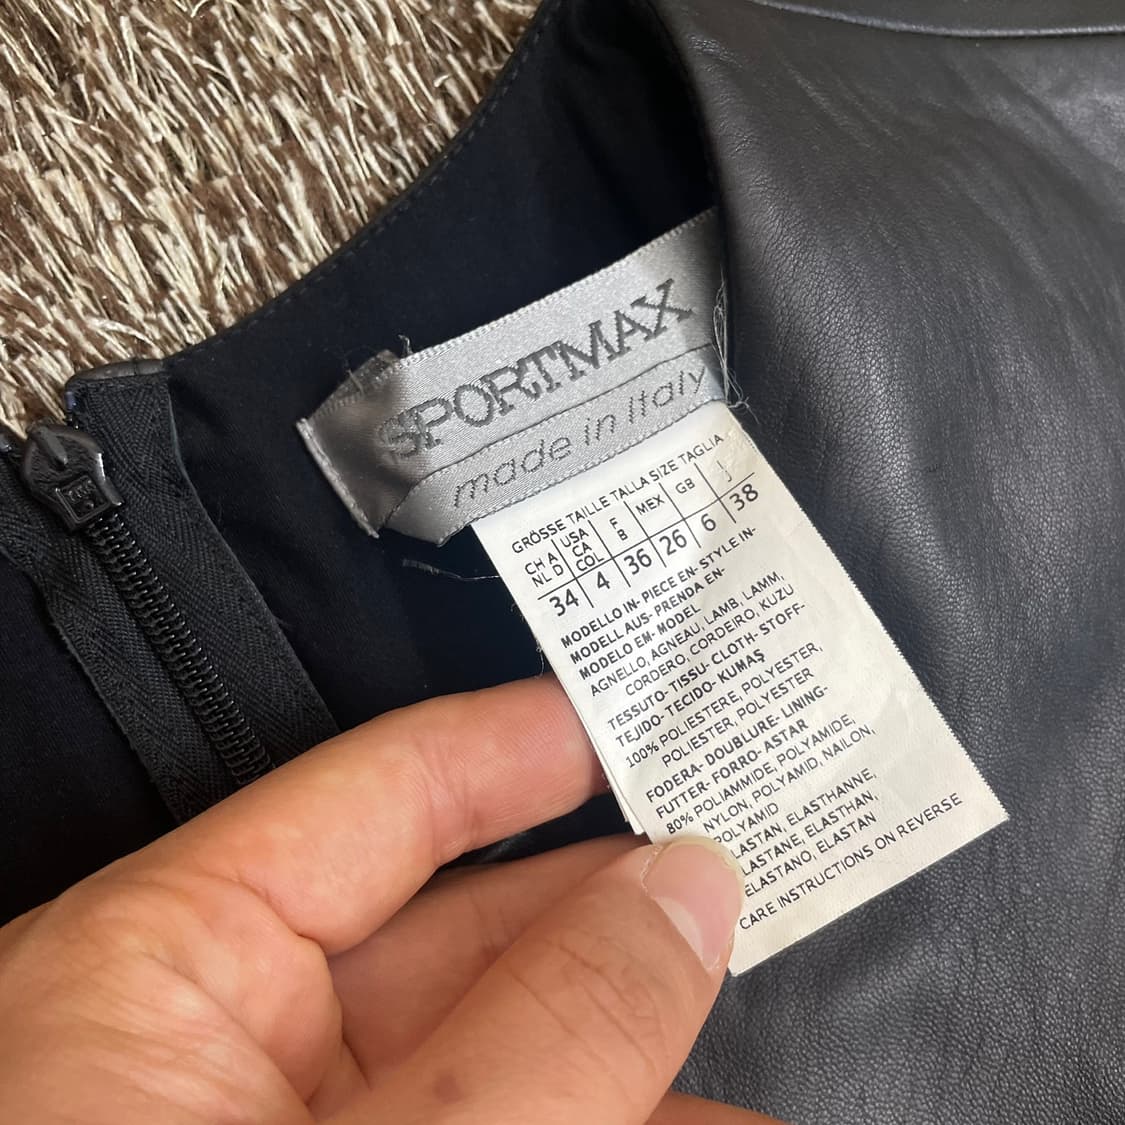 SPORTMAX
made in Italy
GRÖSSE TAILLE TALLA SIZE TAGLIA
CH A USA F MEX GB I
NL D CA B
COL
34 4 36 26 6 38
MODELLO IN- PIECE EN- STYLE IN-
MODELL AUS- PRENDA EN-
MODELO EM- MODEL
AGNELLO, AGNEAU, LAMB, LAMM,
CORDERO, CORDEIRO, KUZU
TESSUTO- TISSU- CLOTH- STOFF-
TEJIDO- TECIDO- KUMAŞ
100% POLIESTERE, POLYESTER,
POLIESTER, POLYESTER
FODERA- DOUBLURE- LINING-
FUTTER- FORRO- ASTAR
80% POLIAMMIDE, POLYAMIDE,
NYLON, POLYAMID, NAILON,
POLYAMID
LASTAN, ELASTHANNE,
LASTANE, ELASTHAN,
ELASTANO, ELASTAN
CARE INSTRUCTIONS ON REVERSE